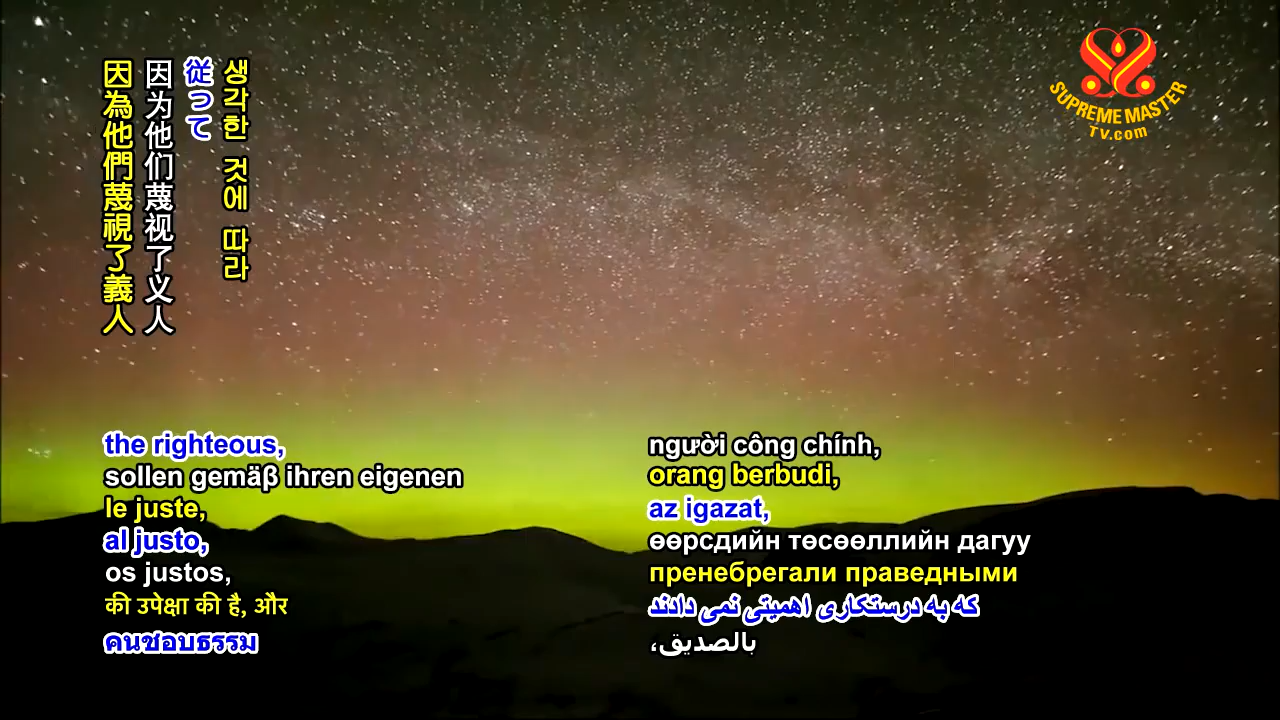 因為他們蔑視了義人
因为他们蔑视了义人
従って
생각한 것에 따라
SUPREME MASTER
TV.com
the righteous,
sollen gemäβ ihren eigenen
le juste,
al justo,
os justos,
की उपेक्षा की है, और
คนชอบธรรม
người công chính,
orang berbudi,
az igazat,
өөрсдийн төсөөллийн дагуу
пренебрегали праведными
که به درستکاری اهمیتی نمی دادند
بالصديق،